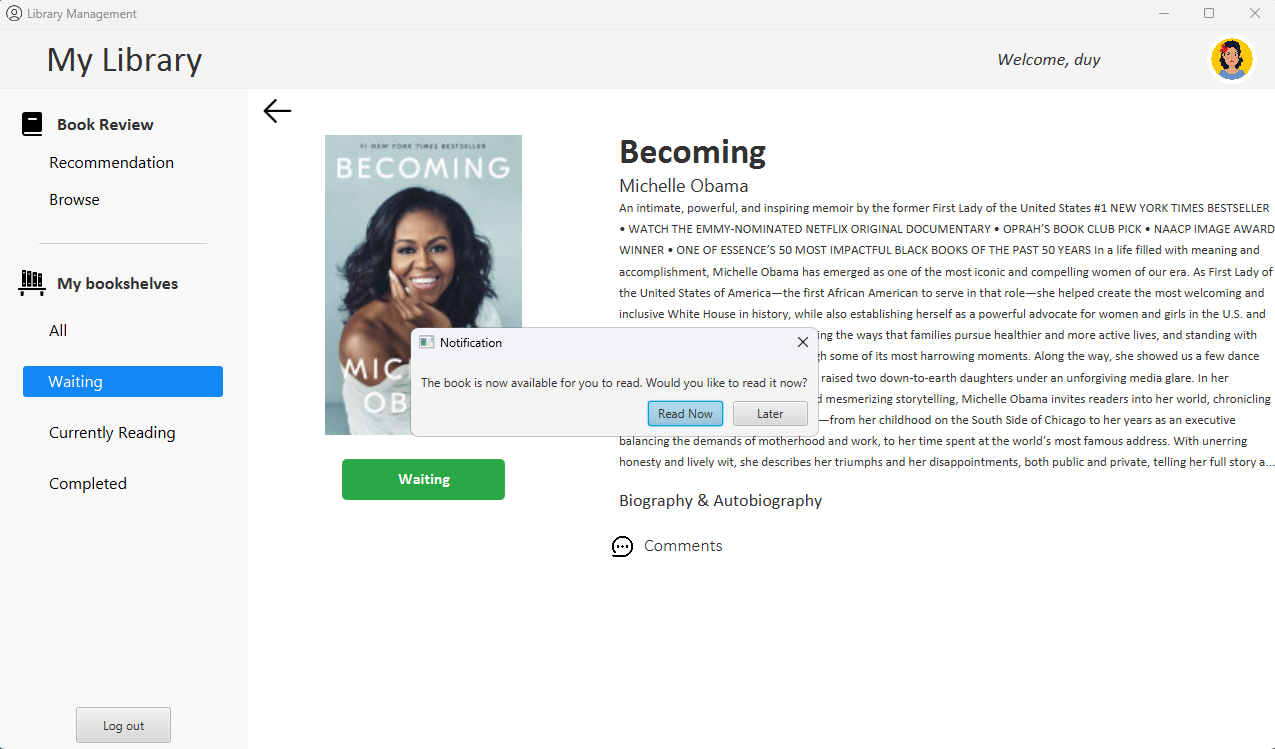 Library Management
My Library
Welcome, duy
Book Review
Recommendation
Browse
My bookshelves
All
Waiting
Currently Reading
Completed
Log out
#1 NEW YORK TIMES BESTSELLER
BECOMING
MIC
OB
Waiting
Becoming
Michelle Obama
An intimate, powerful, and inspiring memoir by the former First Lady of the United States #1 NEW YORK TIMES BESTSELLER
• WATCH THE EMMY-NOMINATED NETFLIX ORIGINAL DOCUMENTARY • OPRAH'S BOOK CLUB PICK • NAACP IMAGE AWARD
WINNER • ONE OF ESSENCE'S 50 MOST IMPACTFUL BLACK BOOKS OF THE PAST 50 YEARS In a life filled with meaning and
accomplishment, Michelle Obama has emerged as one of the most iconic and compelling women of our era. As First Lady of
the United States of America—the first African American to serve in that role—she helped create the most welcoming and
inclusive White House in history, while also establishing herself as a powerful advocate for women and girls in the U.S. and
ing the ways that families pursue healthier and more active lives, and standing with
h some of its most harrowing moments. Along the way, she showed us a few dance
raised two down-to-earth daughters under an unforgiving media glare. In her
d mesmerizing storytelling, Michelle Obama invites readers into her world, chronicling
—from her childhood on the South Side of Chicago to her years as an executive
balancing the demands of motherhood and work, to her time spent at the world's most famous address. With unerring
honesty and lively wit, she describes her triumphs and her disappointments, both public and private, telling her full story a...
Biography & Autobiography
Comments
Notification
The book is now available for you to read. Would you like to read it now?
Read Now
Later